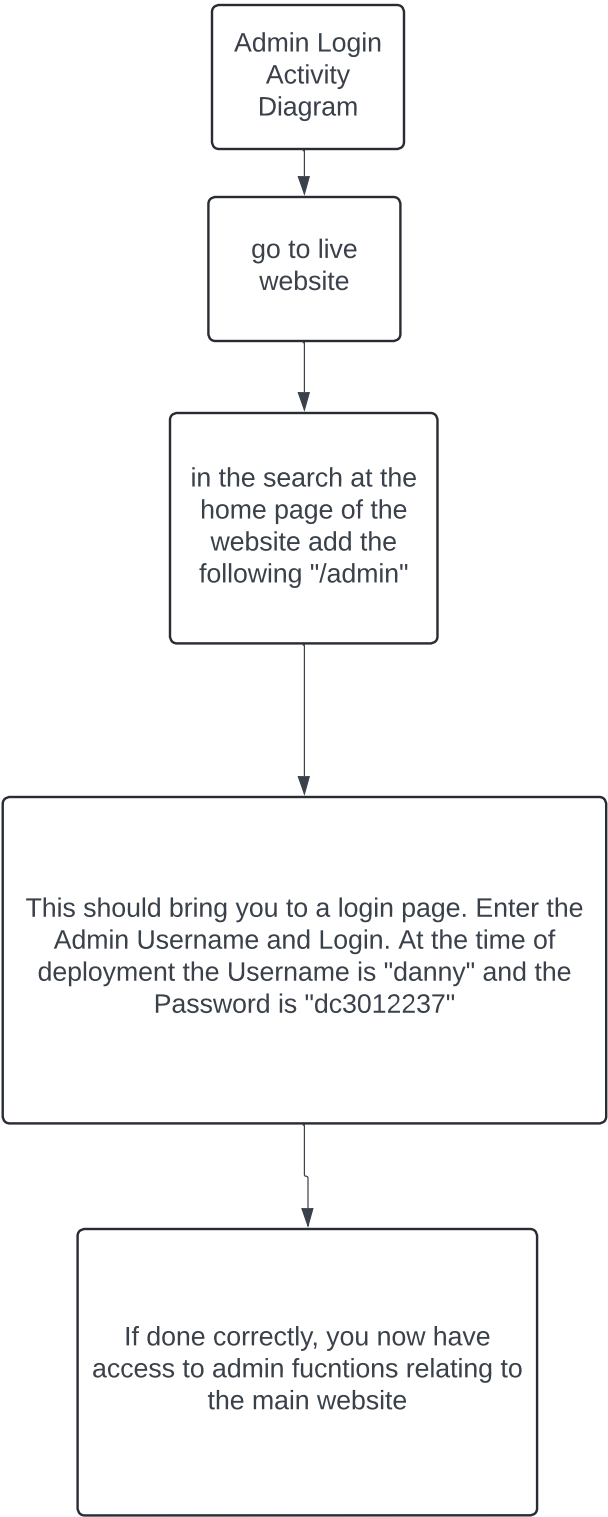 Admin Login
Activity
Diagram
go to live
website
in the search at the
home page of the
website add the
following "/admin"
This should bring you to a login page. Enter the
Admin Username and Login. At the time of
deployment the Username is "danny" and the
Password is "dc3012237"
If done correctly, you now have
access to admin fucntions relating to
the main website